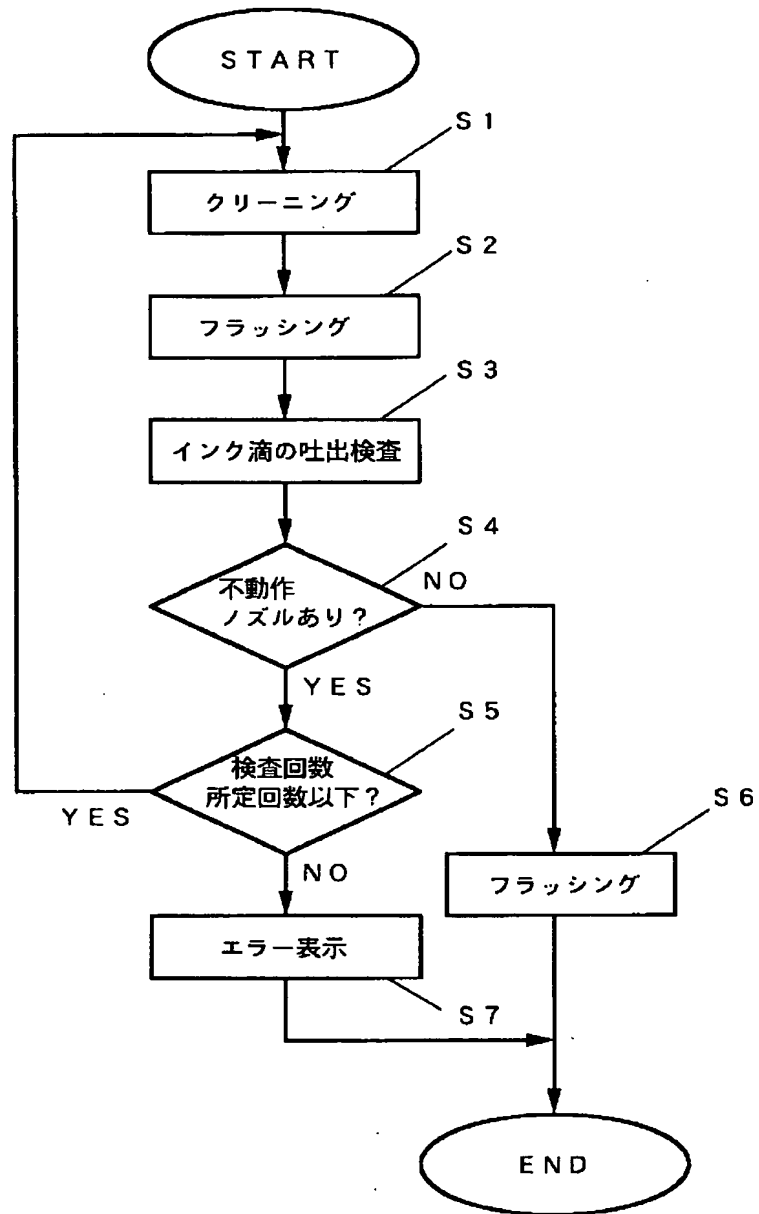 START
S1
クリーニング
S2
フラッシング
S3
インク滴の吐出検査
S4
不動作
ノズルあり?
NO
YES
S5
検査回数
所定回数以下?
YES
NO
S6
フラッシング
エラー表示
S7
END